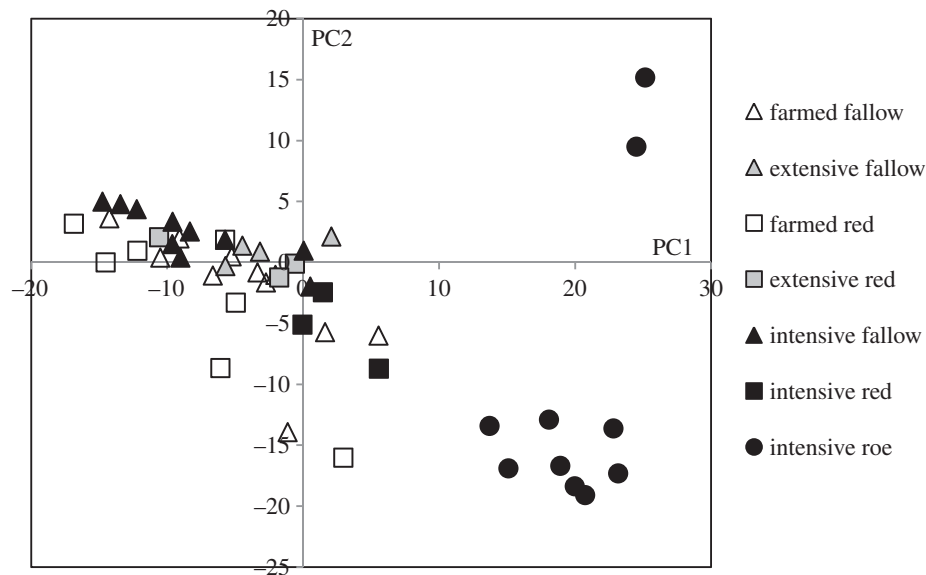 20
PC2
15
10
5
PC1
0
–20
–10
0
10
20
30
–5
–10
–15
–20
–25
farmed fallow
extensive fallow
farmed red
extensive red
intensive fallow
intensive red
intensive roe